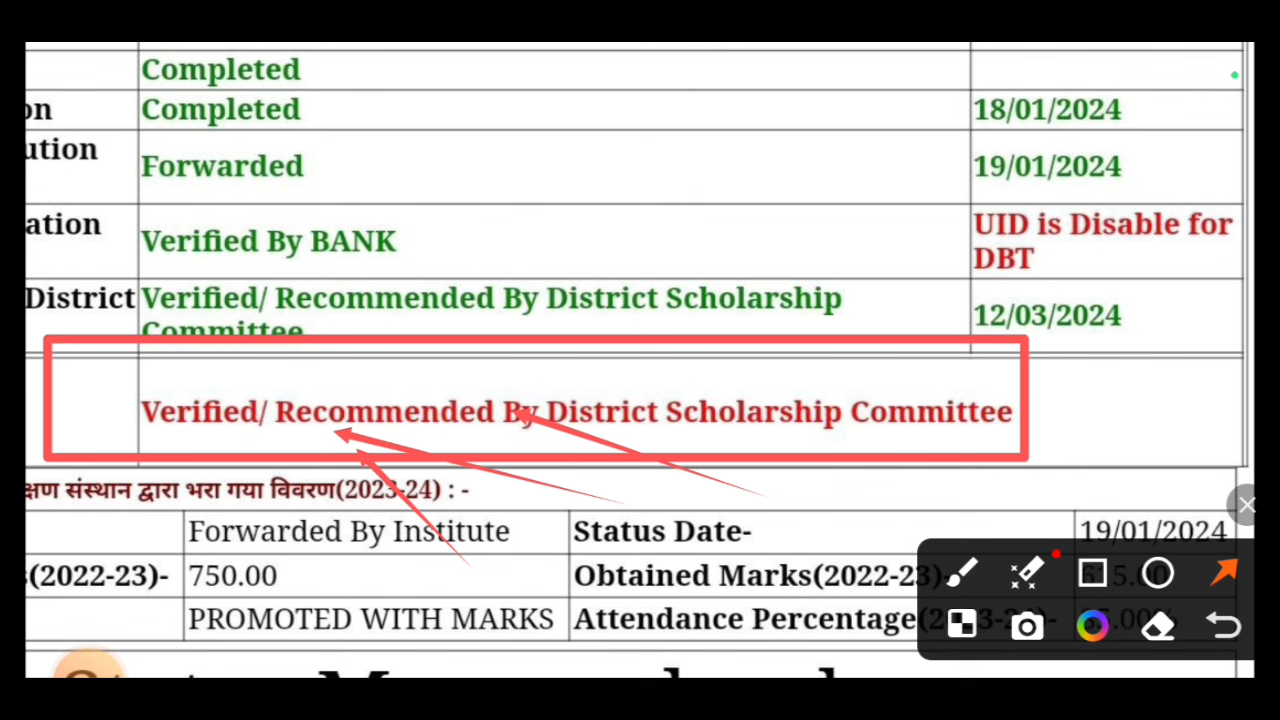 Completed
on Completed 18/01/2024
ution
Forwarded 19/01/2024
ation
Verified By BANK
UID is Disable for
DBT
District Verified/ Recommended By District Scholarship
Committee
12/03/2024
Verified/ Recommended By District Scholarship Committee
क्षण संस्थान द्वारा भरा गया विवरण(2023-24) : -
Forwarded By Institute Status Date- 19/01/2024
(2022-23)- 750.00 Obtained Marks(2022-23)-
PROMOTED WITH MARKS Attendance Percentage